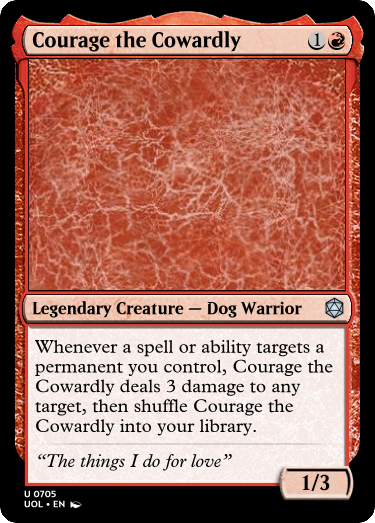 Courage the Cowardly 1
Legendary Creature — Dog Warrior
Whenever a spell or ability targets a
permanent you control, Courage the
Cowardly deals 3 damage to any
target, then shuffle Courage the
Cowardly into your library.
“The things I do for love”
1/3
U 0705
UOL • EN